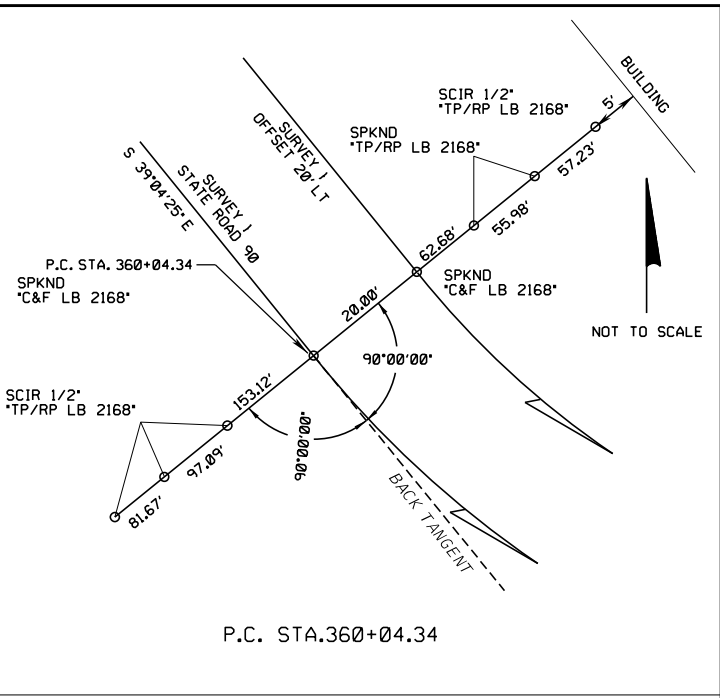 BUILDING
5'
SCIR 1/2"
"TP/RP LB 2168"
SPKND
"TP/RP LB 2168"
57.23'
55.98'
62.68'
SURVEY 1
OFFSET 20' LT
SURVEY 1
STATE ROAD 90
S 39°04'25" E
P.C. STA. 360+04.34
SPKND
"C&F LB 2168"
SPKND
"C&F LB 2168"
20.00'
NOT TO SCALE
90°00'00"
90°00'00"
SCIR 1/2"
"TP/RP LB 2168"
153.12'
97.09'
81.67'
BACK TANGENT
P.C. STA.360+04.34